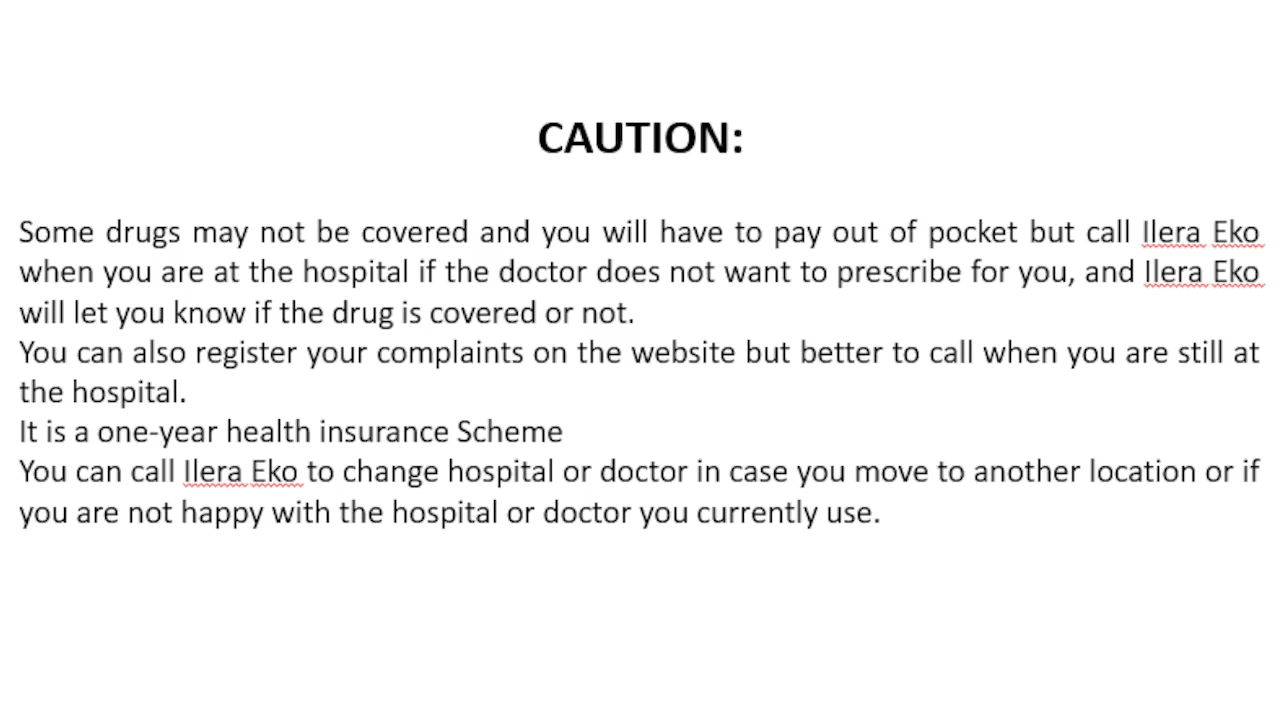 CAUTION:
Some drugs may not be covered and you will have to pay out of pocket but call Ilera Eko
when you are at the hospital if the doctor does not want to prescribe for you, and Ilera Eko
will let you know if the drug is covered or not.
You can also register your complaints on the website but better to call when you are still at
the hospital.
It is a one-year health insurance Scheme
You can call Ilera Eko to change hospital or doctor in case you move to another location or if
you are not happy with the hospital or doctor you currently use.